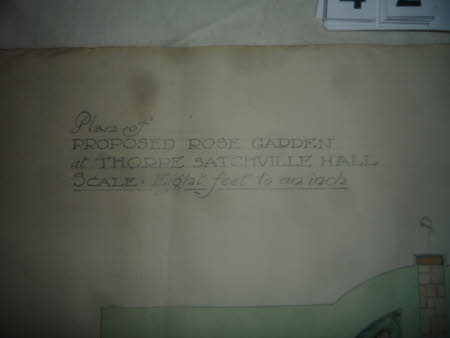 Plan of
PROPOSED ROSE GARDEN
at THORPE SATCHVILLE HALL
SCALE. Eight feet to an inch